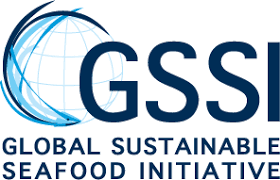 GSSI
GLOBAL SUSTAINABLE
SEAFOOD INITIATIVE